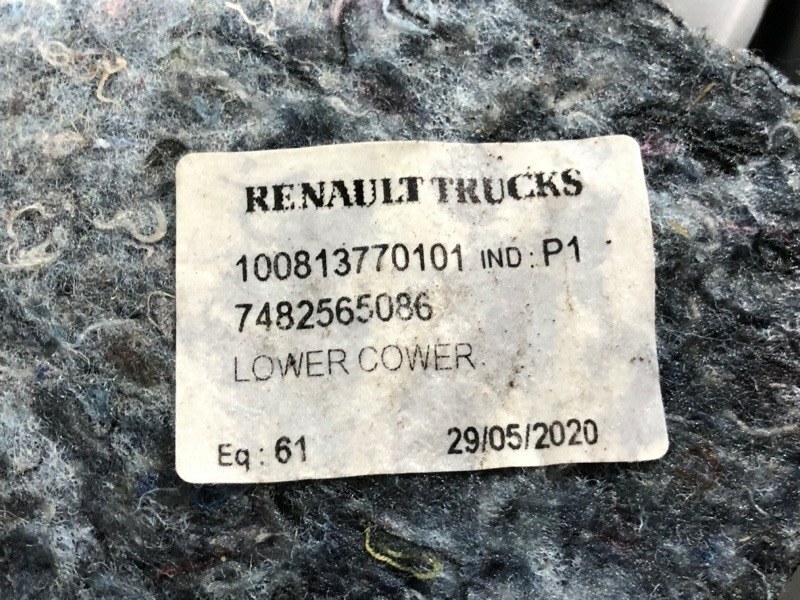 RENAULT TRUCKS
100813770101 IND : P1
7482565086
LOWER COWER
Eq : 61 29/05/2020